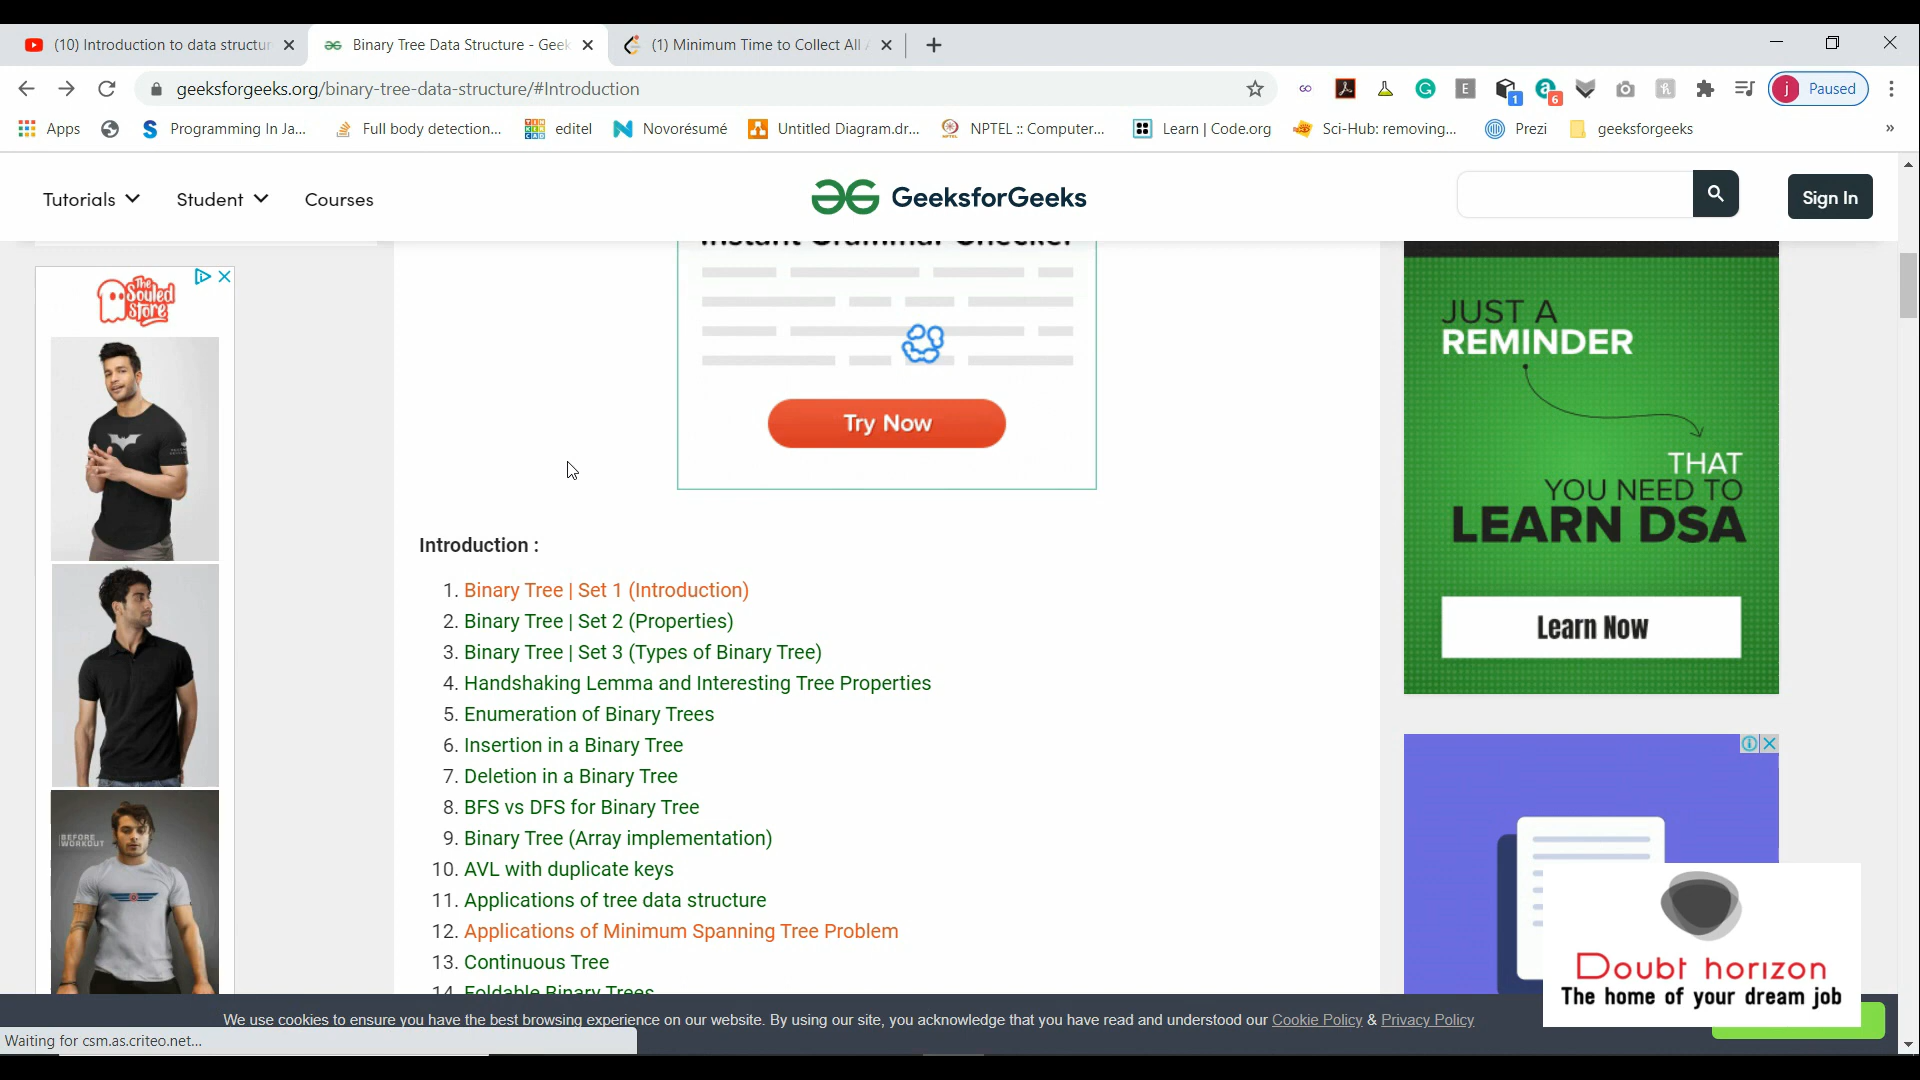 (10) Introduction to data structur
Binary Tree Data Structure - Geek
(1) Minimum Time to Collect All A
geeksforgeeks.org/binary-tree-data-structure/#Introduction
E
1
6
j
Paused
Apps
Programming In Ja...
Full body detection...
editel
Novorésumé
Untitled Diagram.dr...
NPTEL :: Computer...
Learn | Code.org
Sci-Hub: removing...
Prezi
geeksforgeeks
»
Tutorials
Student
Courses
GeeksforGeeks
Sign In
Instant Grammar Checker
Try Now
The
Souled
Store
BEFORE
WORKOUT
JUST A
REMINDER
THAT
YOU NEED TO
LEARN DSA
Learn Now
Introduction :
1. Binary Tree | Set 1 (Introduction)
2. Binary Tree | Set 2 (Properties)
3. Binary Tree | Set 3 (Types of Binary Tree)
4. Handshaking Lemma and Interesting Tree Properties
5. Enumeration of Binary Trees
6. Insertion in a Binary Tree
7. Deletion in a Binary Tree
8. BFS vs DFS for Binary Tree
9. Binary Tree (Array implementation)
10. AVL with duplicate keys
11. Applications of tree data structure
12. Applications of Minimum Spanning Tree Problem
13. Continuous Tree
14. Foldable Binary Trees
Doubt horizon
The home of your dream job
We use cookies to ensure you have the best browsing experience on our website. By using our site, you acknowledge that you have read and understood our Cookie Policy & Privacy Policy
Waiting for csm.as.criteo.net...